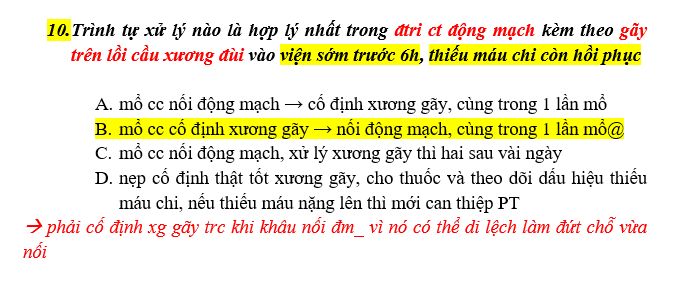 10. Trình tự xử lý nào là hợp lý nhất trong đtri ct động mạch kèm theo gãy
trên lồi cầu xương đùi vào viện sớm trước 6h, thiếu máu chi còn hồi phục
A. mổ cc nối động mạch → cố định xương gãy, cùng trong 1 lần mổ
B. mổ cc cố định xương gãy → nối động mạch, cùng trong 1 lần mổ@
C. mổ cc nối động mạch, xử lý xương gãy thì hai sau vài ngày
D. nẹp cố định thật tốt xương gãy, cho thuốc và theo dõi dấu hiệu thiếu
máu chi, nếu thiếu máu nặng lên thì mới can thiệp PT
→ phải cố định xg gãy trc khi khâu nối đm_ vì nó có thể di lệch làm đứt chỗ vừa
nối